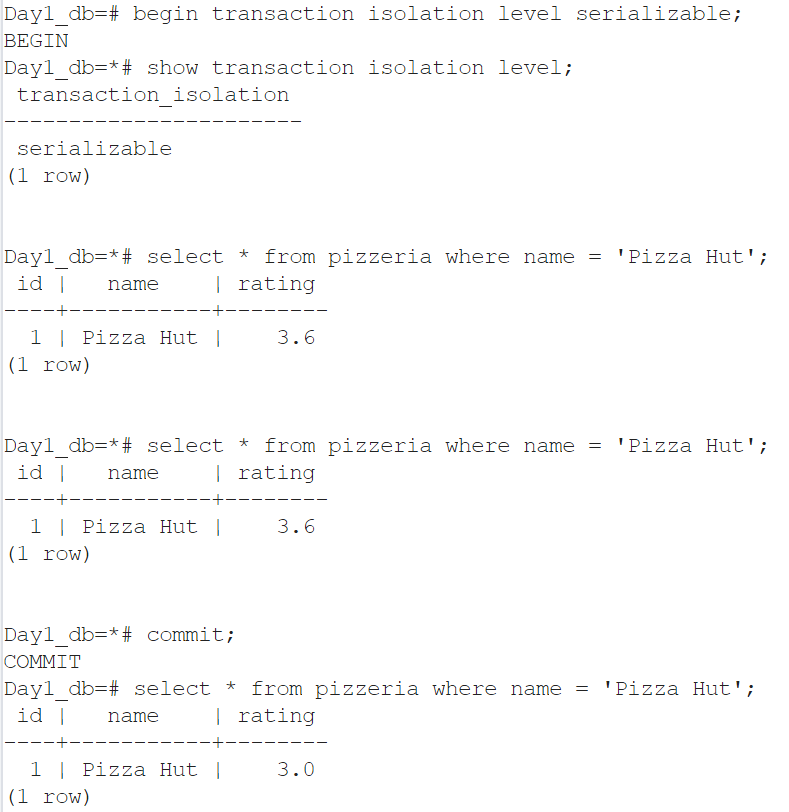 Day1_db=# begin transaction isolation level serializable;
BEGIN
Day1_db=*# show transaction isolation level;
 transaction_isolation
-----------------------
 serializable
(1 row)


Day1_db=*# select * from pizzeria where name = 'Pizza Hut';
 id |   name    | rating
----+-----------+--------
  1 | Pizza Hut |    3.6
(1 row)


Day1_db=*# select * from pizzeria where name = 'Pizza Hut';
 id |   name    | rating
----+-----------+--------
  1 | Pizza Hut |    3.6
(1 row)


Day1_db=*# commit;
COMMIT
Day1_db=# select * from pizzeria where name = 'Pizza Hut';
 id |   name    | rating
----+-----------+--------
  1 | Pizza Hut |    3.0
(1 row)